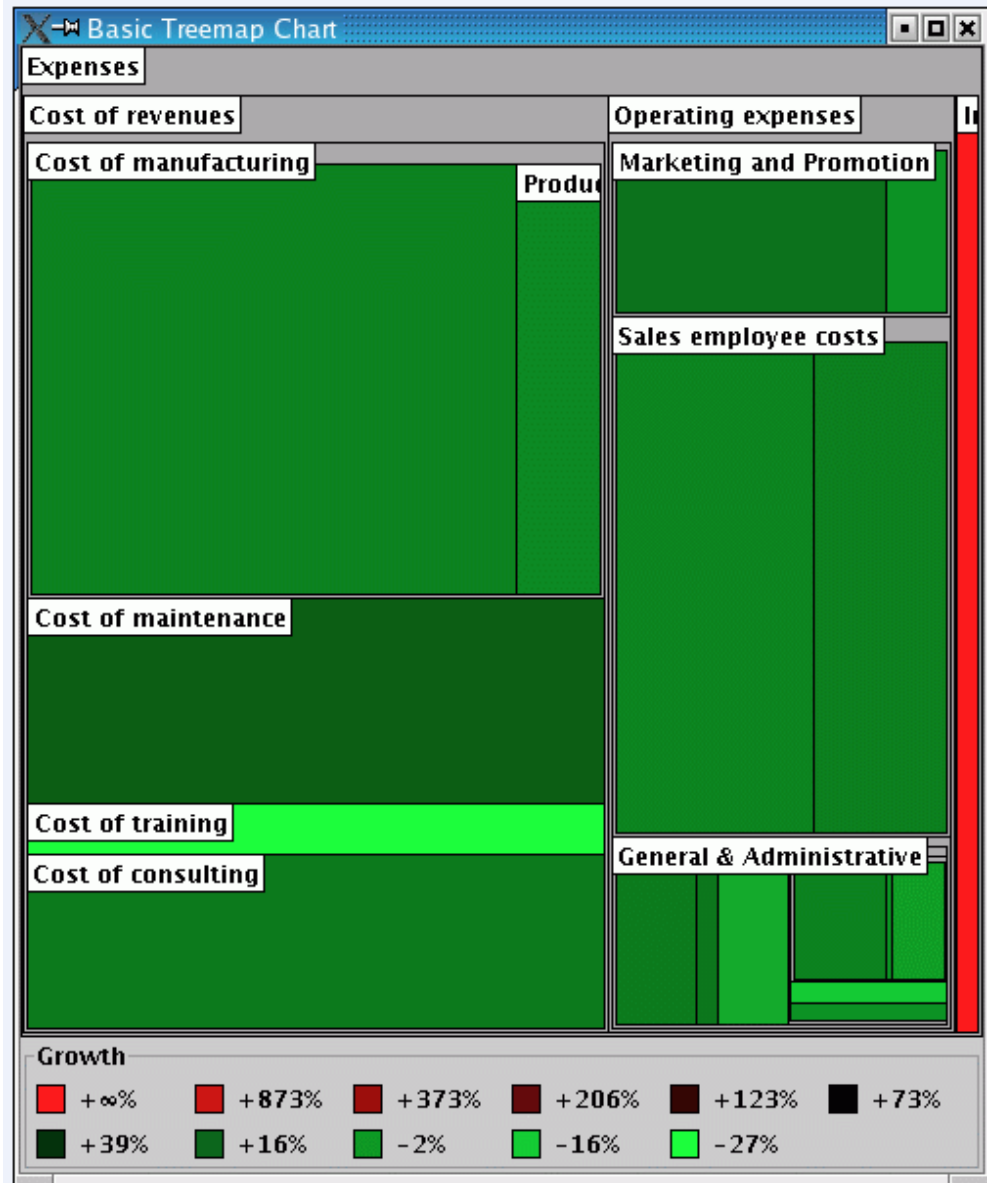 Basic Treemap Chart
Expenses
Cost of revenues
Operating expenses
Cost of manufacturing
Marketing and Promotion
Sales employee costs
Cost of maintenance
Cost of training
General & Administrative
Cost of consulting
Growth
+∞% +873% +373% +206% +123% +73%
+39% +16% -2% -16% -27%